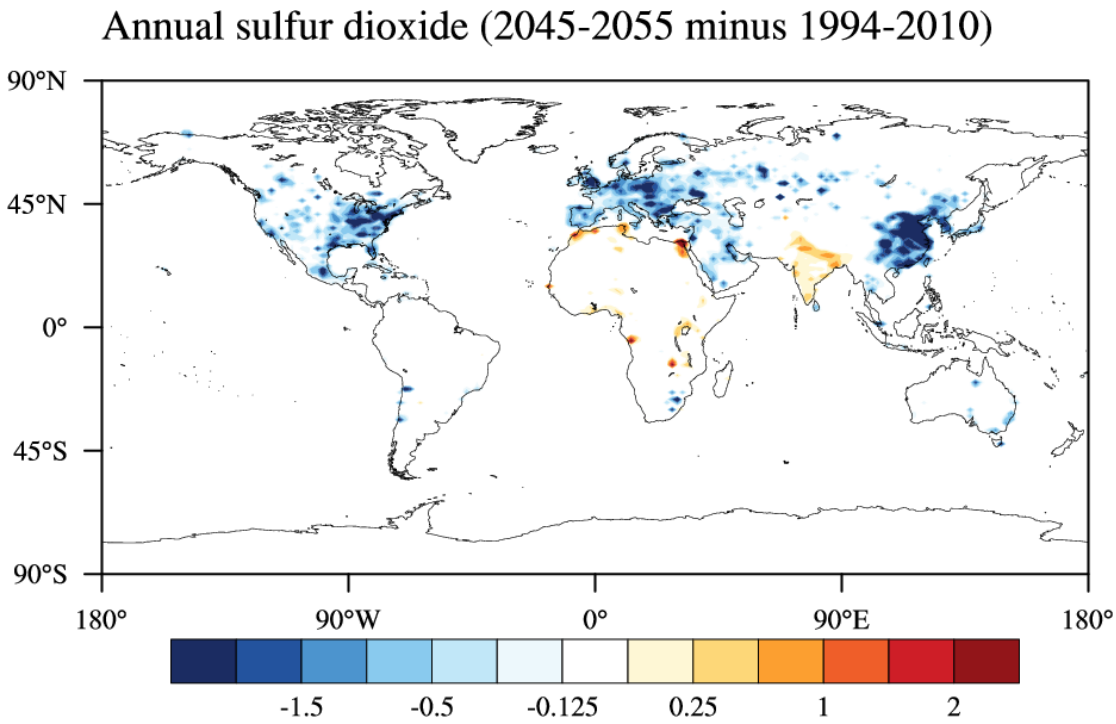 Annual sulfur dioxide (2045-2055 minus 1994-2010)
90°N
45°N
0°
45°S
90°S
180° 90°W 0° 90°E 180°
-1.5 -0.5 -0.125 0.25 1 2